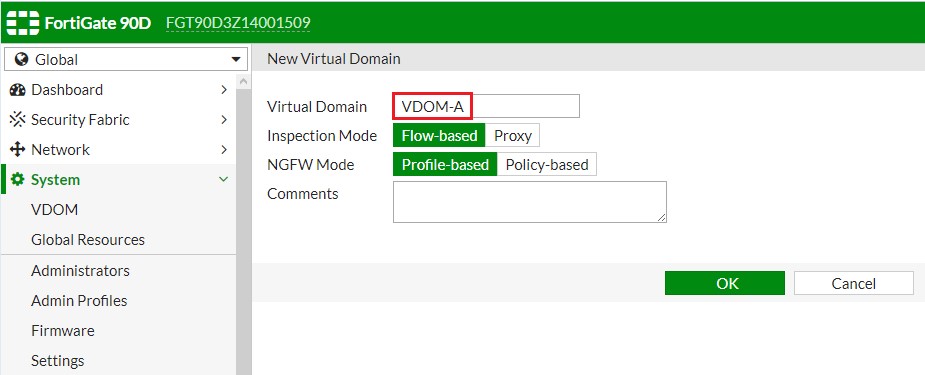 FortiGate 90D FGT90D3Z14001509
Global
Dashboard
Security Fabric
Network
System
VDOM
Global Resources
Administrators
Admin Profiles
Firmware
Settings
New Virtual Domain
Virtual Domain VDOM-A
Inspection Mode Flow-based Proxy
NGFW Mode Profile-based Policy-based
Comments
OK Cancel